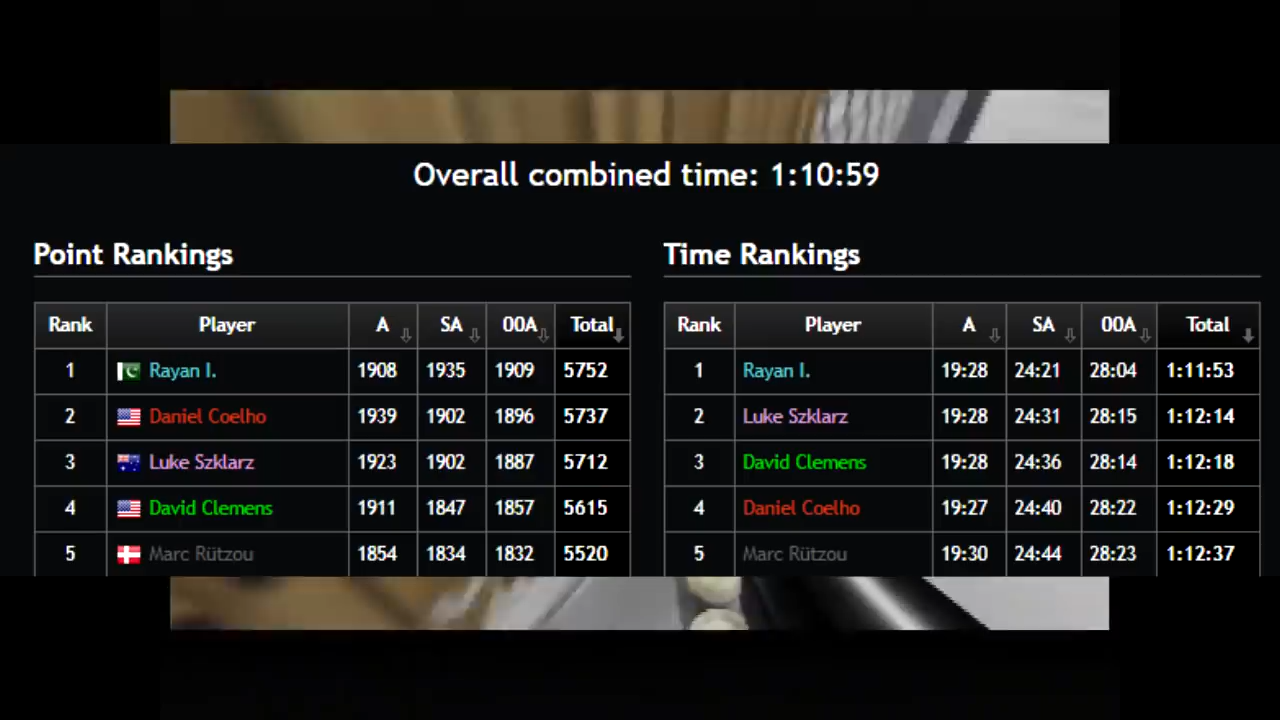 Overall combined time: 1:10:59
Point Rankings
Rank Player A SA 00A Total
1 Rayan I. 1908 1935 1909 5752
2 Daniel Coelho 1939 1902 1896 5737
3 Luke Szklarz 1923 1902 1887 5712
4 David Clemens 1911 1847 1857 5615
5 Marc Rützou 1854 1834 1832 5520
Time Rankings
Rank Player A SA 00A Total
1 Rayan I. 19:28 24:21 28:04 1:11:53
2 Luke Szklarz 19:28 24:31 28:15 1:12:14
3 David Clemens 19:28 24:36 28:14 1:12:18
4 Daniel Coelho 19:27 24:40 28:22 1:12:29
5 Marc Rützou 19:30 24:44 28:23 1:12:37